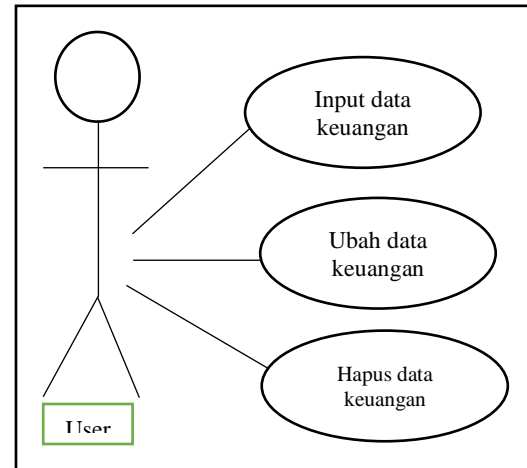 Input data
keuangan
Ubah data
keuangan
Hapus data
keuangan
User